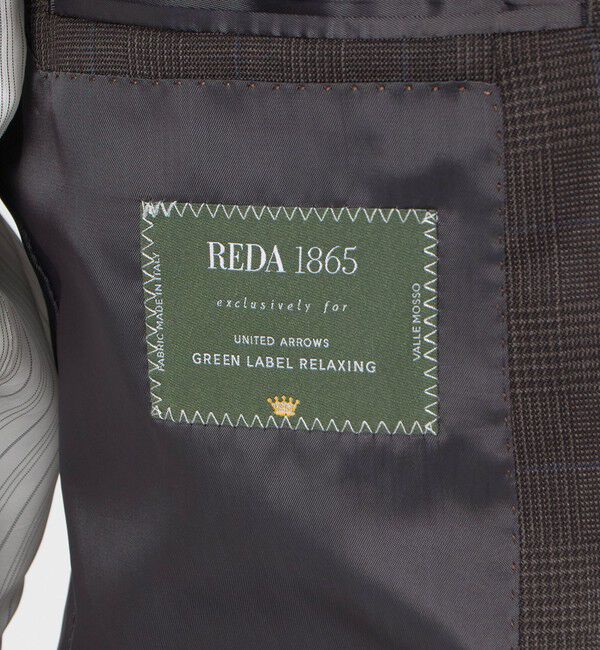 REDA 1865
exclusively for
UNITED ARROWS
GREEN LABEL RELAXING
FABRIC MADE IN ITALY
VALLE MOSSO